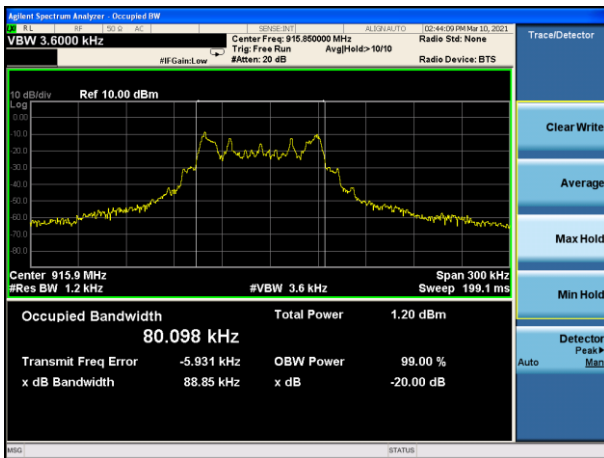 Agilent Spectrum Analyzer - Occupied BW
RL RF 50 Ω AC SENSE:INT ALIGN AUTO 02:44:09 PM Mar 10, 2021
VBW 3.6000 kHz Center Freq: 915.850000 MHz Radio Std: None Trace/Detector
Trig: Free Run Avg|Hold:> 10/10
#IFGain:Low #Atten: 20 dB Radio Device: BTS
10 dB/div Ref 10.00 dBm
Log
0.00
-10.0
-20.0
-30.0
-40.0
-50.0
-60.0
-70.0
-80.0
Clear Write
Average
Max Hold
Min Hold
Center 915.9 MHz Span 300 kHz
#Res BW 1.2 kHz #VBW 3.6 kHz Sweep 199.1 ms
Occupied Bandwidth Total Power 1.20 dBm
80.098 kHz
Transmit Freq Error -5.931 kHz OBW Power 99.00 %
x dB Bandwidth 88.85 kHz x dB -20.00 dB
Detector
Peak▶
Auto Man
MSG STATUS